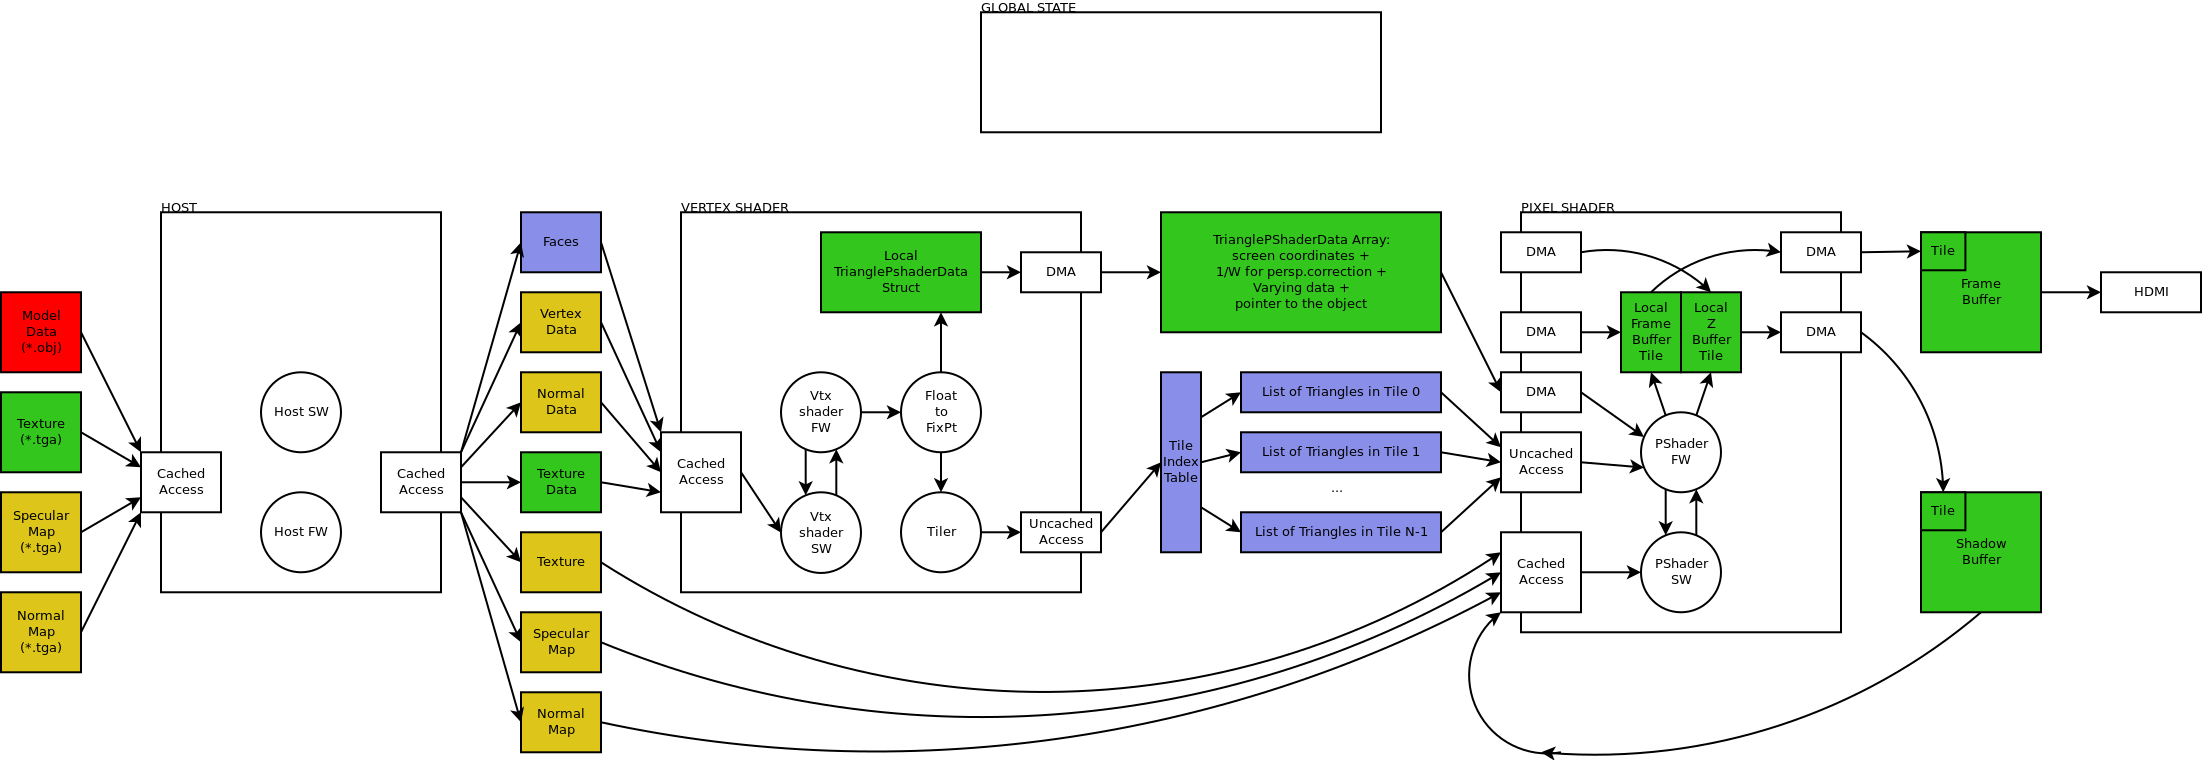 GLOBAL STATE
HOST
VERTEX SHADER
PIXEL SHADER
Model
Data
(*.obj)
Texture
(*.tga)
Specular
Map
(*.tga)
Normal
Map
(*.tga)
Cached
Access
Host SW
Host FW
Cached
Access
Faces
Vertex
Data
Normal
Data
Texture
Data
Texture
Specular
Map
Normal
Map
Cached
Access
Local
TrianglePshaderData
Struct
Vtx
shader
FW
Float
to
FixPt
Vtx
shader
SW
Tiler
DMA
Uncached
Access
TrianglePShaderData Array:
screen coordinates +
1/W for persp.correction +
Varying data +
pointer to the object
Tile
Index
Table
List of Triangles in Tile 0
List of Triangles in Tile 1
...
List of Triangles in Tile N-1
DMA
DMA
DMA
Uncached
Access
Cached
Access
Local
Frame
Buffer
Tile
Local
Z
Buffer
Tile
PShader
FW
PShader
SW
DMA
DMA
Tile
Frame
Buffer
Tile
Shadow
Buffer
HDMI